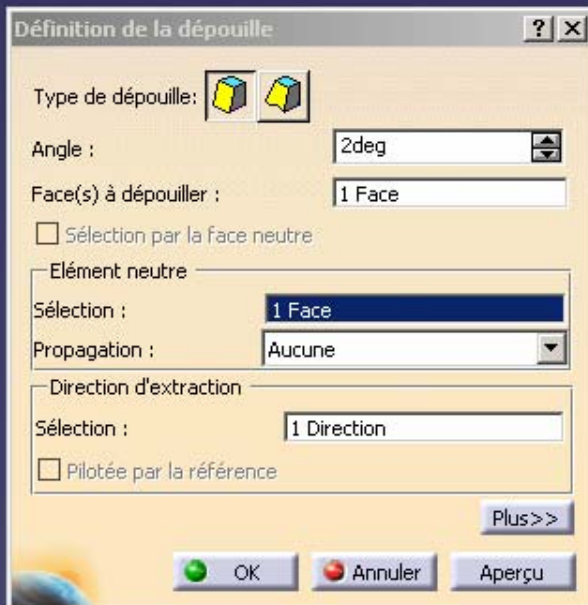 Définition de la dépouille
Type de dépouille:
Angle : 2deg
Face(s) à dépouiller : 1 Face
Sélection par la face neutre
Elément neutre
Sélection : 1 Face
Propagation : Aucune
Direction d'extraction
Sélection : 1 Direction
Pilotée par la référence
Plus>>
OK Annuler Aperçu